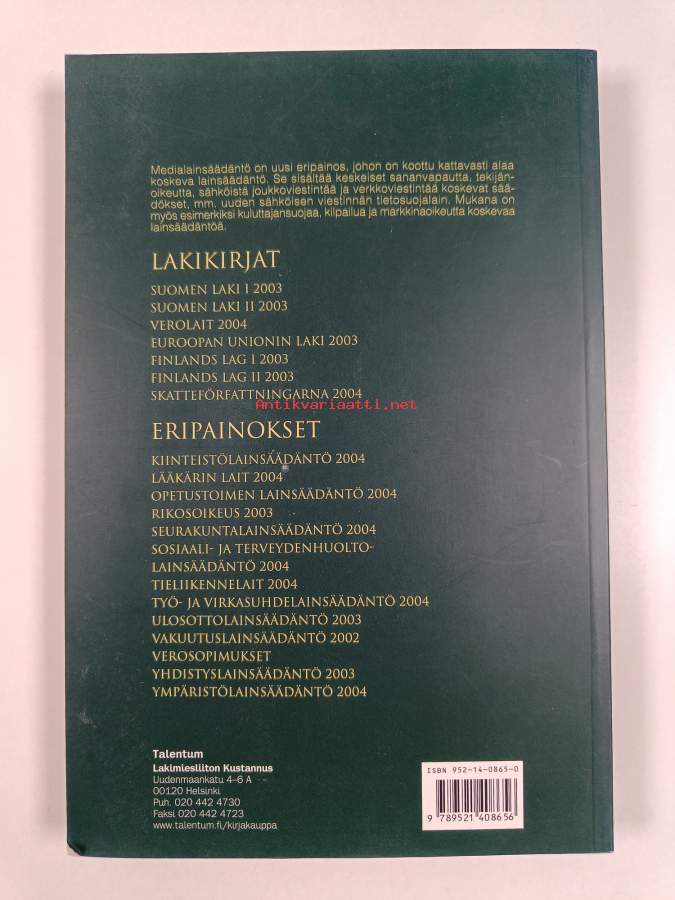 Medialainsäädäntö on uusi eripainos, johon on koottu kattavasti alaa
koskeva lainsäädäntö. Se sisältää keskeiset sananvapautta, tekijän-
oikeutta, sähköistä joukkoviestintää ja verkkoviestintää koskevat sää-
dökset, mm. uuden sähköisen viestinnän tietosuojalain. Mukana on
myös esimerkiksi kuluttajansuojaa, kilpailua ja markkinaoikeutta koskevaa
lainsäädäntöä.
LAKIKIRJAT
SUOMEN LAKI I 2003
SUOMEN LAKI II 2003
VEROLAIT 2004
EUROOPAN UNIONIN LAKI 2003
FINLANDS LAG I 2003
FINLANDS LAG II 2003
SKATTEFÖRFATTNINGARNA 2004
Antikvariaatti.net
ERIPAINOKSET
KIINTEISTÖLAINSÄÄDÄNTÖ 2004
LÄÄKÄRIN LAIT 2004
OPETUSTOIMEN LAINSÄÄDÄNTÖ 2004
RIKOSOIKEUS 2003
SEURAKUNTALAINSÄÄDÄNTÖ 2004
SOSIAALI- JA TERVEYDENHUOLTO-
LAINSÄÄDÄNTÖ 2004
TIELIIKENNELAIT 2004
TYÖ- JA VIRKASUHDELAINSÄÄDÄNTÖ 2004
ULOSOTTOLAINSÄÄDÄNTÖ 2003
VAKUUTUSLAINSÄÄDÄNTÖ 2002
VEROSOPIMUKSET
YHDISTYSLAINSÄÄDÄNTÖ 2003
YMPÄRISTÖLAINSÄÄDÄNTÖ 2004
Talentum
Lakimiesliiton Kustannus
Uudenmaankatu 4–6 A
00120 Helsinki
Puh. 020 442 4730
Faksi 020 442 4723
www.talentum.fi/kirjakauppa
ISBN 952-14-0865-0
9 789521 408656